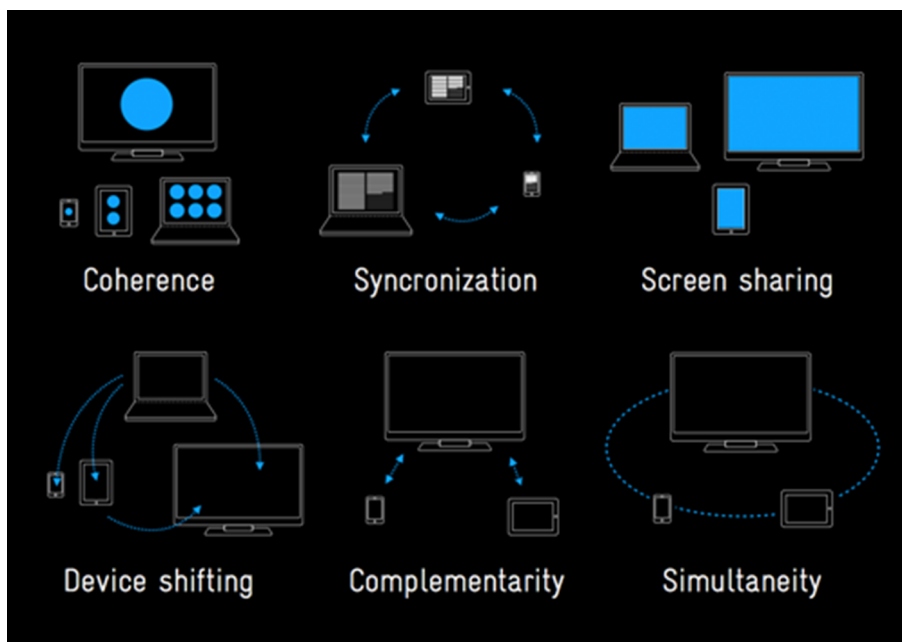 Coherence
Syncronization
Screen sharing
Device shifting
Complementarity
Simultaneity